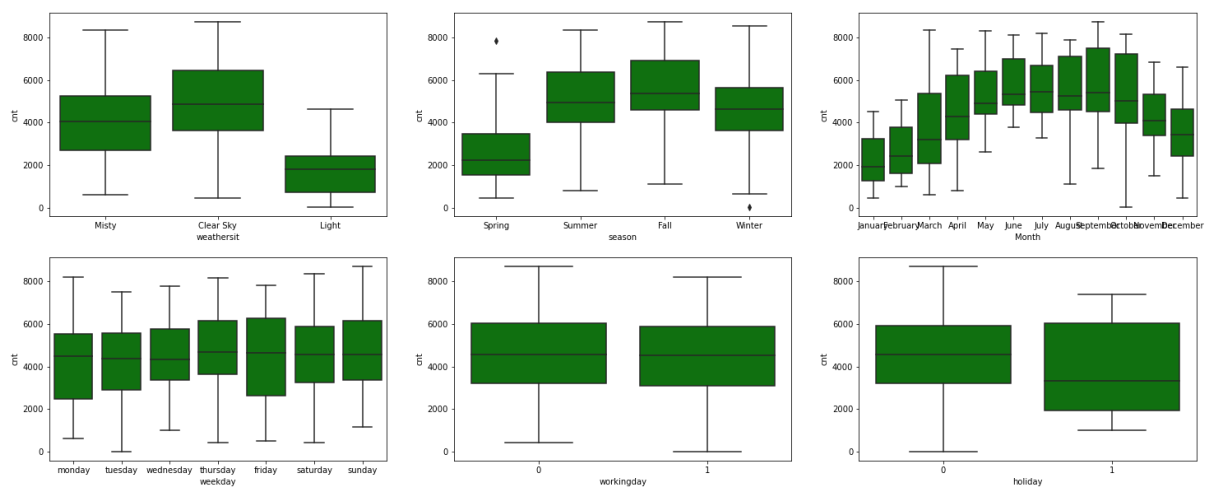 8000
6000
4000
2000
0
cnt
Misty
Clear Sky
Light
weathersit
8000
6000
4000
2000
0
cnt
Spring
Summer
Fall
Winter
season
8000
6000
4000
2000
0
cnt
January February March April May June July August September October November December
Month
8000
6000
4000
2000
0
cnt
monday tuesday wednesday thursday friday saturday sunday
weekday
8000
6000
4000
2000
0
cnt
0
1
workingday
8000
6000
4000
2000
0
cnt
0
1
holiday